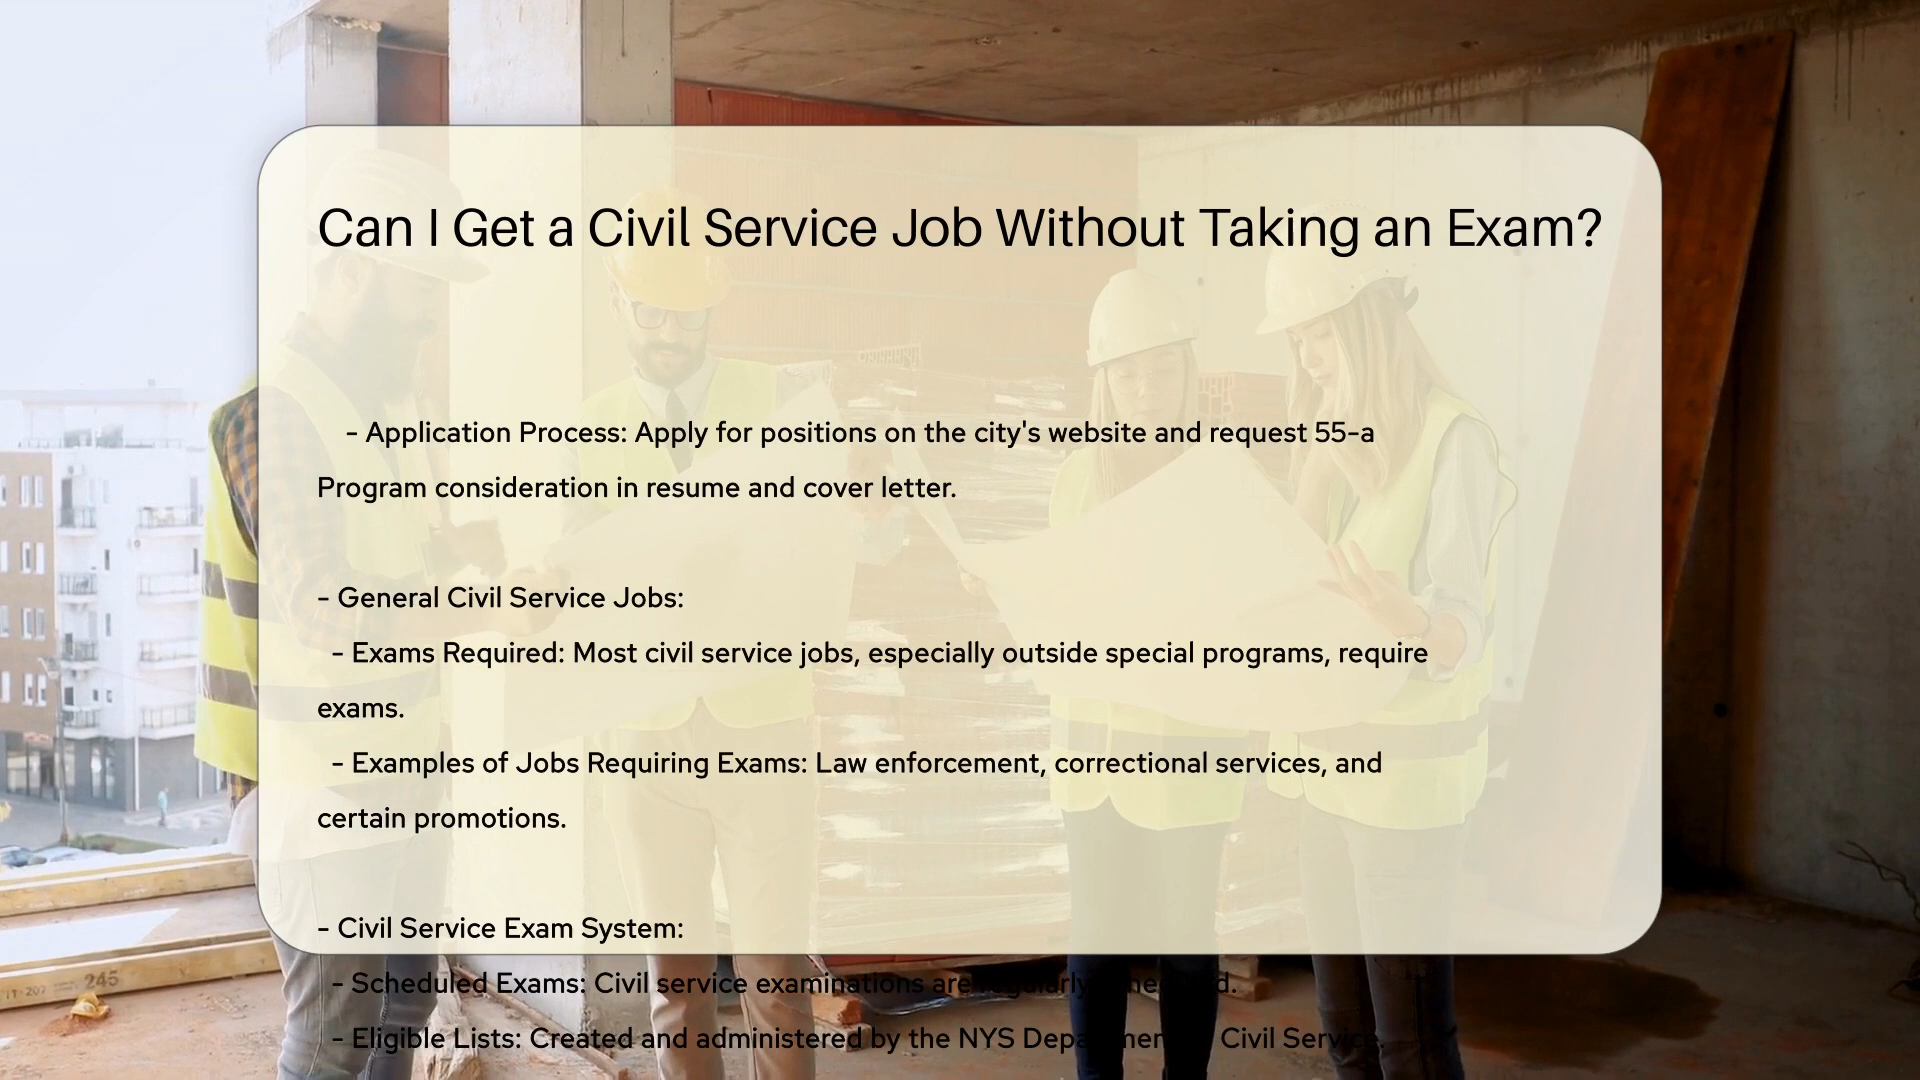 Can I Get a Civil Service Job Without Taking an Exam?
- Application Process: Apply for positions on the city's website and request 55-a
Program consideration in resume and cover letter.
- General Civil Service Jobs:
- Exams Required: Most civil service jobs, especially outside special programs, require
exams.
- Examples of Jobs Requiring Exams: Law enforcement, correctional services, and
certain promotions.
- Civil Service Exam System:
- Scheduled Exams: Civil service examinations are regularly
- Eligible Lists: Created and administered by the NYS Civil Service.
245